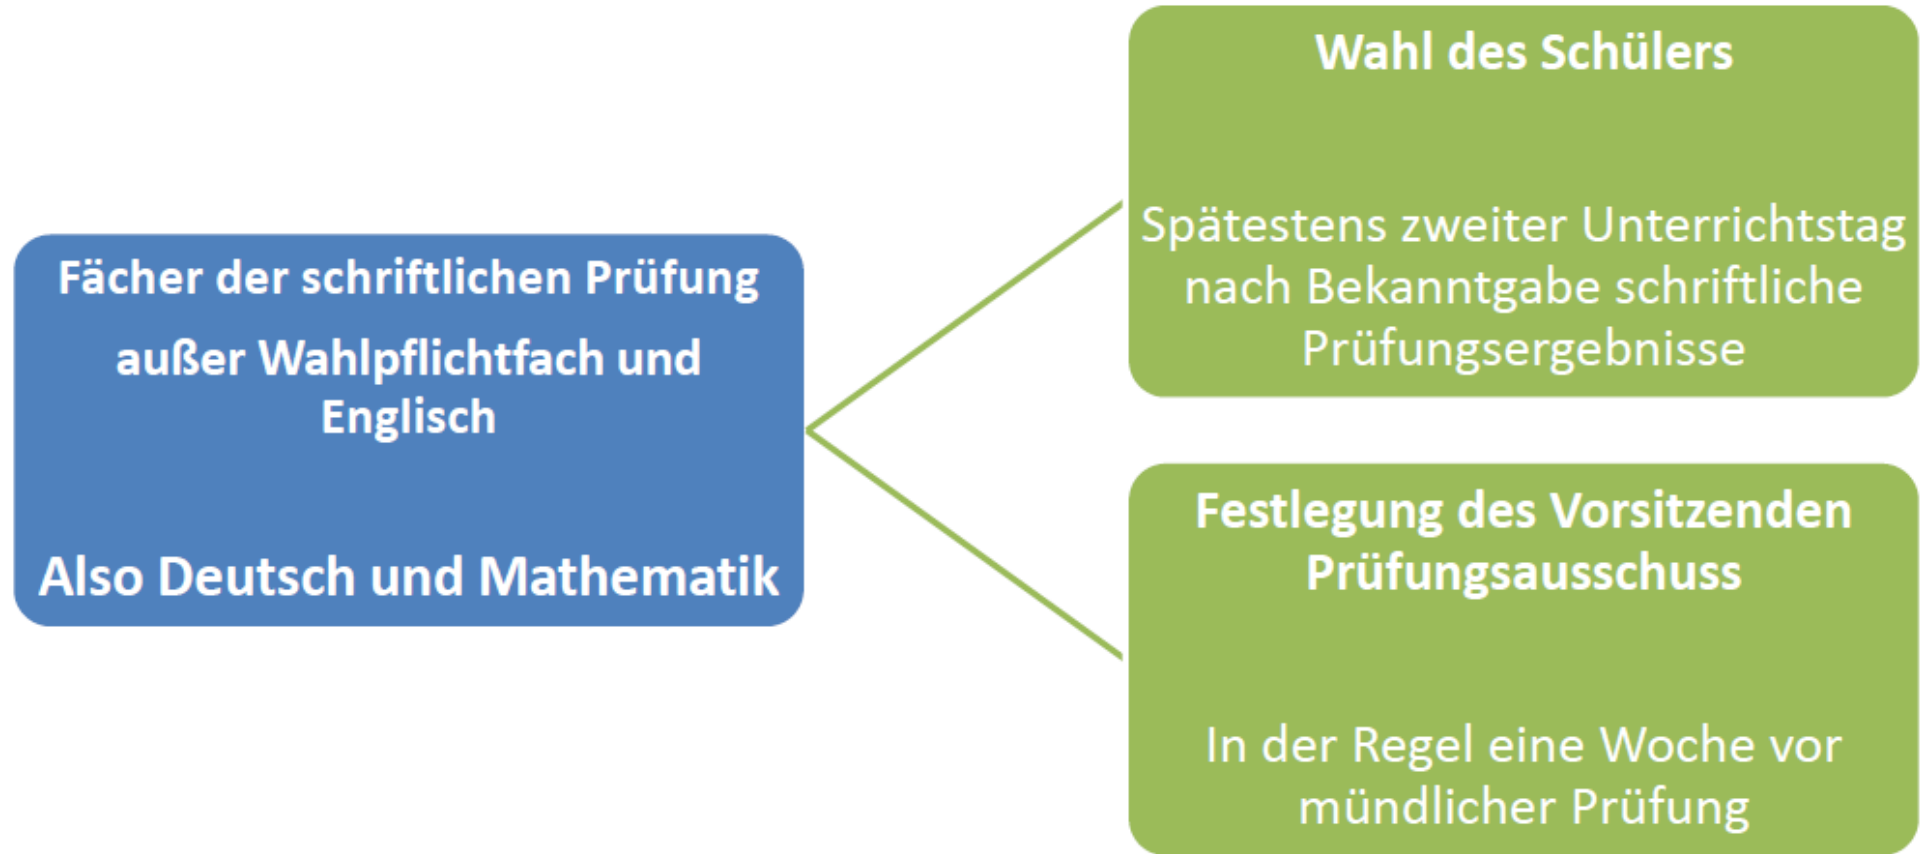 Fächer der schriftlichen Prüfung
außer Wahlpflichtfach und
Englisch
Also Deutsch und Mathematik
Wahl des Schülers
Spätestens zweiter Unterrichtstag
nach Bekanntgabe schriftliche
Prüfungsergebnisse
Festlegung des Vorsitzenden
Prüfungsausschuss
In der Regel eine Woche vor
mündlicher Prüfung